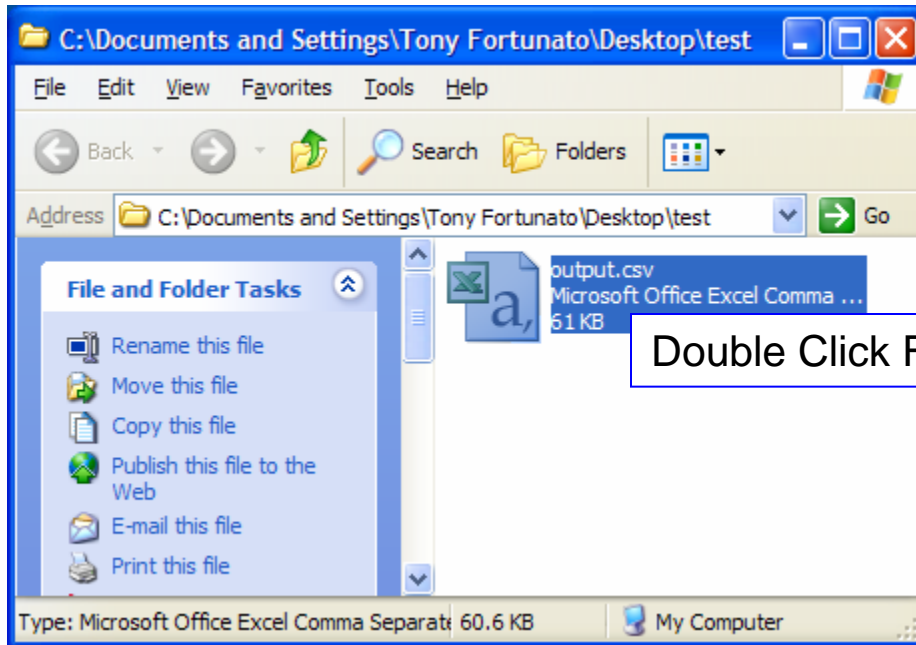 C:\Documents and Settings\Tony Fortunato\Desktop\test
File Edit View Favorites Tools Help
Back Search Folders
Address C:\Documents and Settings\Tony Fortunato\Desktop\test Go
File and Folder Tasks
Rename this file
Move this file
Copy this file
Publish this file to the
Web
E-mail this file
Print this file
a,
output.csv
Microsoft Office Excel Comma ...
61 KB
Double Click
Type: Microsoft Office Excel Comma Separate 60.6 KB My Computer